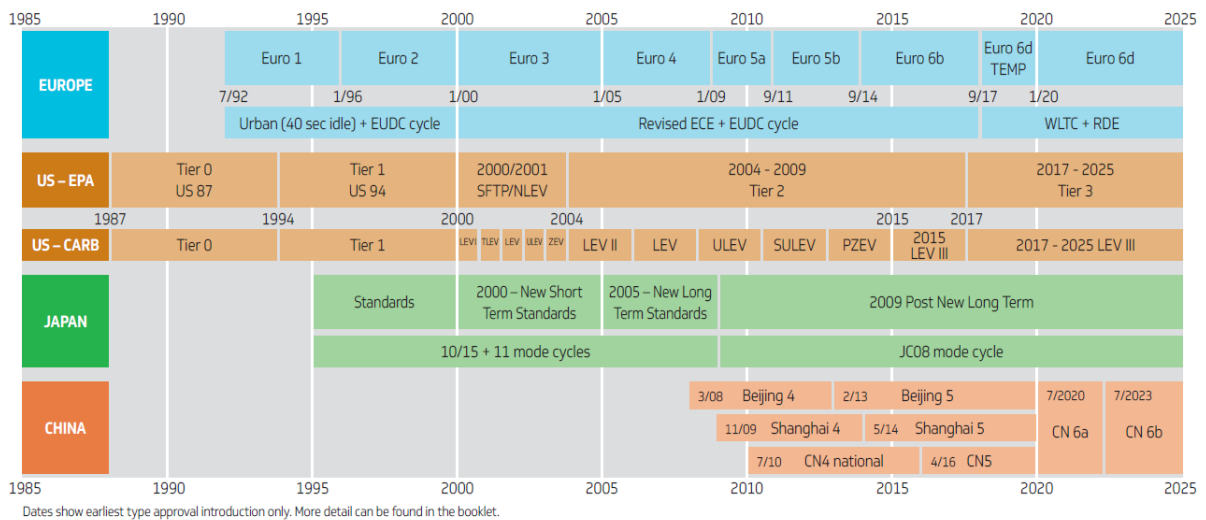 1985 1990 1995 2000 2005 2010 2015 2020 2025
EUROPE
Euro 1 Euro 2 Euro 3 Euro 4 Euro 5a Euro 5b Euro 6b Euro 6d Euro 6d
TEMP
7/92 1/96 1/00 1/05 1/09 9/11 9/14 9/17 1/20
Urban (40 sec idle) + EUDC cycle Revised ECE + EUDC cycle WLTC + RDE
US – EPA
Tier 0 Tier 1 2000/2001 2004 - 2009 2017 - 2025
US 87 US 94 SFTP/NLEV Tier 2 Tier 3
1987 1994 2000 2004 2015 2017
US – CARB Tier 0 Tier 1 LEVI TLEV LEV ULEV ZEV LEV II LEV ULEV SULEV PZEV 2015 2017 - 2025 LEV III
LEV III
JAPAN
Standards 2000 – New Short 2005 – New Long 2009 Post New Long Term
Term Standards Term Standards
10/15 + 11 mode cycles JC08 mode cycle
CHINA
3/08 Beijing 4 2/13 Beijing 5 7/2020 7/2023
11/09 Shanghai 4 5/14 Shanghai 5 CN 6a CN 6b
7/10 CN4 national 4/16 CN5
1985 1990 1995 2000 2005 2010 2015 2020 2025
Dates show earliest type approval introduction only. More detail can be found in the booklet.